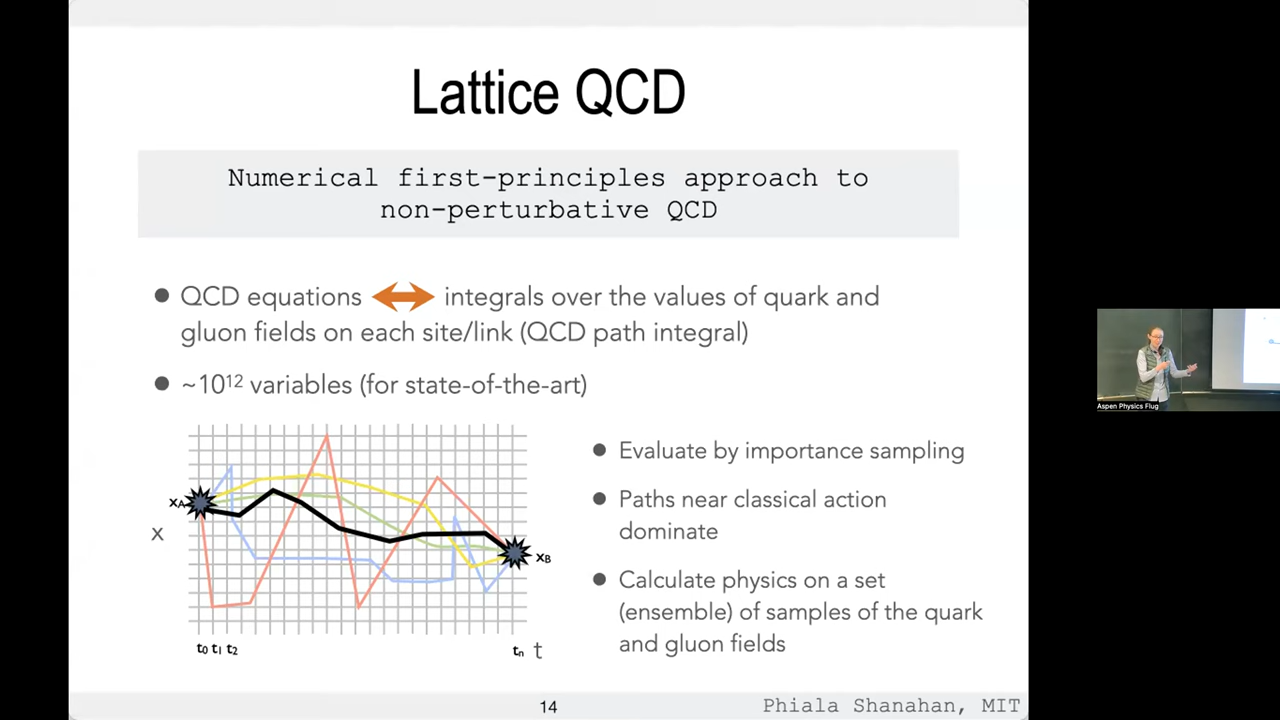 Lattice QCD
Numerical first-principles approach to
non-perturbative QCD
● QCD equations ↔ integrals over the values of quark and
gluon fields on each site/link (QCD path integral)
● ~10¹² variables (for state-of-the-art)
xA
x
xB
t₀ t₁ t₂
tₙ t
● Evaluate by importance sampling
● Paths near classical action
dominate
● Calculate physics on a set
(ensemble) of samples of the quark
and gluon fields
14
Phiala Shanahan, MIT
Aspen Physics Flug